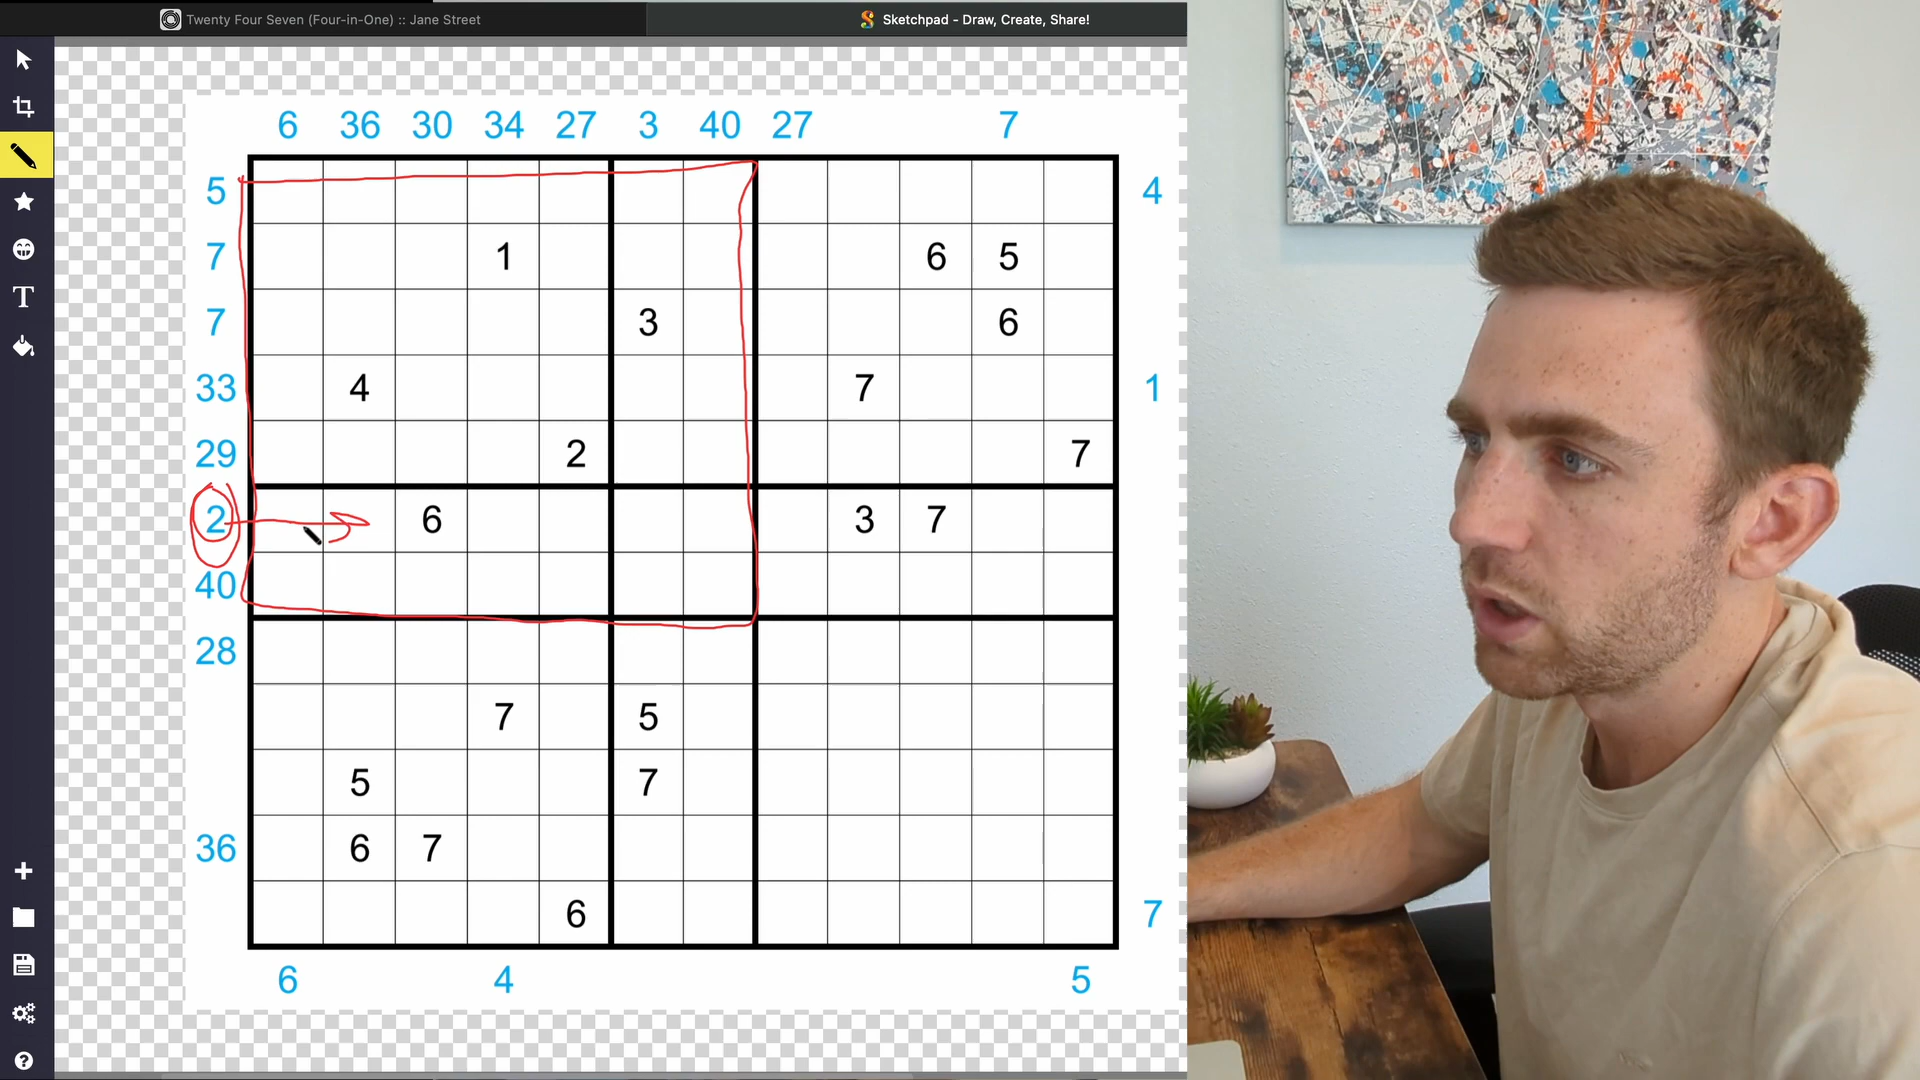 Twenty Four Seven (Four-in-One) :: Jane Street
Sketchpad - Draw, Create, Share!
6 36 30 34 27 3 40 27 7
5 4
7 1 6 5
7 3 6
33 4 7 1
29 2 7
2 6 3 7
40
28
7 5
5 7
36 6 7
6 7
6 4 5
T
?